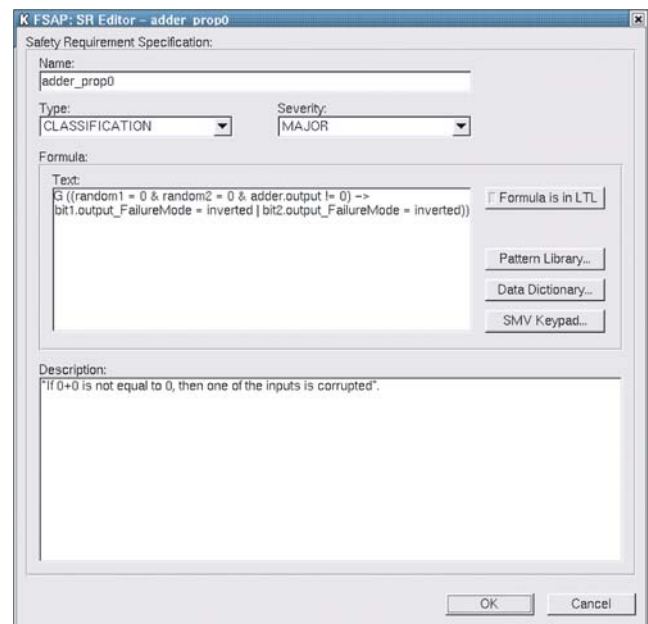 FSAP: SR Editor - adder_prop0
Safety Requirement Specification:
Name:
adder_prop0
Type:
Severity:
CLASSIFICATION
MAJOR
Formula:
Text:
G ((random1 = 0 & random2 = 0 & adder.output != 0) ->
bit1.output_FailureMode = inverted | bit2.output_FailureMode = inverted))
Formula is in LTL
Pattern Library...
Data Dictionary...
SMV Keypad...
Description:
"If 0+0 is not equal to 0, then one of the inputs is corrupted".
OK
Cancel